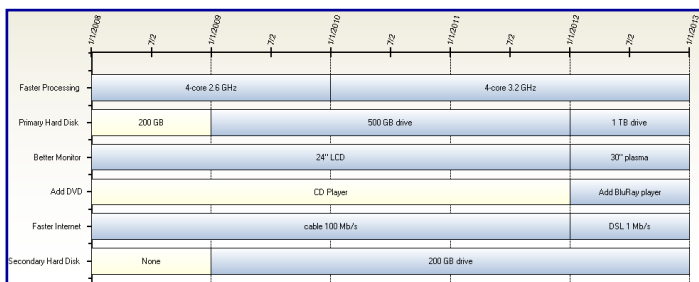 1/1/2008 7/2 1/1/2009 7/2 1/1/2010 7/2 1/1/2011 7/2 1/1/2012 7/2 1/1/2013
Faster Processing 4-core 2.6 GHz 4-core 3.2 GHz
Primary Hard Disk 200 GB 500 GB drive 1 TB drive
Better Monitor 24" LCD 30" plasma
Add DVD CD Player Add BluRay player
Faster Internet cable 100 Mb/s DSL 1 Mb/s
Secondary Hard Disk None 200 GB drive